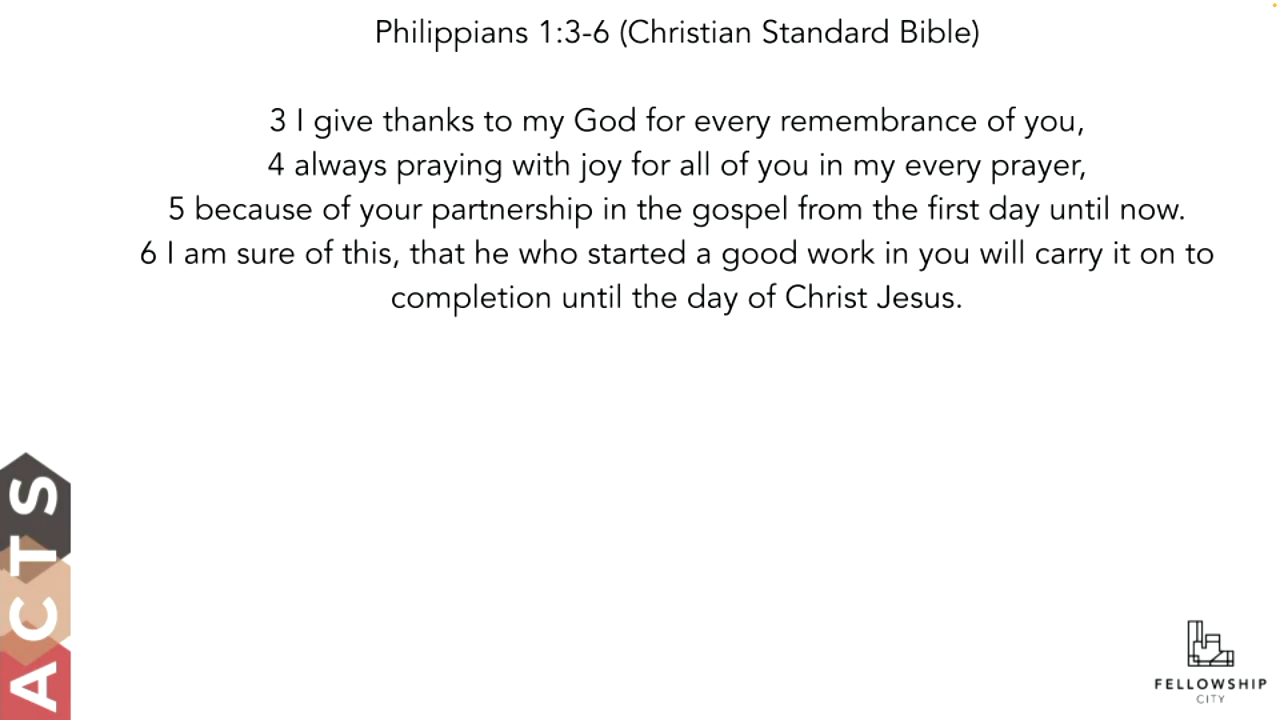 Philippians 1:3-6 (Christian Standard Bible)
3 I give thanks to my God for every remembrance of you,
4 always praying with joy for all of you in my every prayer,
5 because of your partnership in the gospel from the first day until now.
6 I am sure of this, that he who started a good work in you will carry it on to
completion until the day of Christ Jesus.
ACTS
FELLOWSHIP
CITY